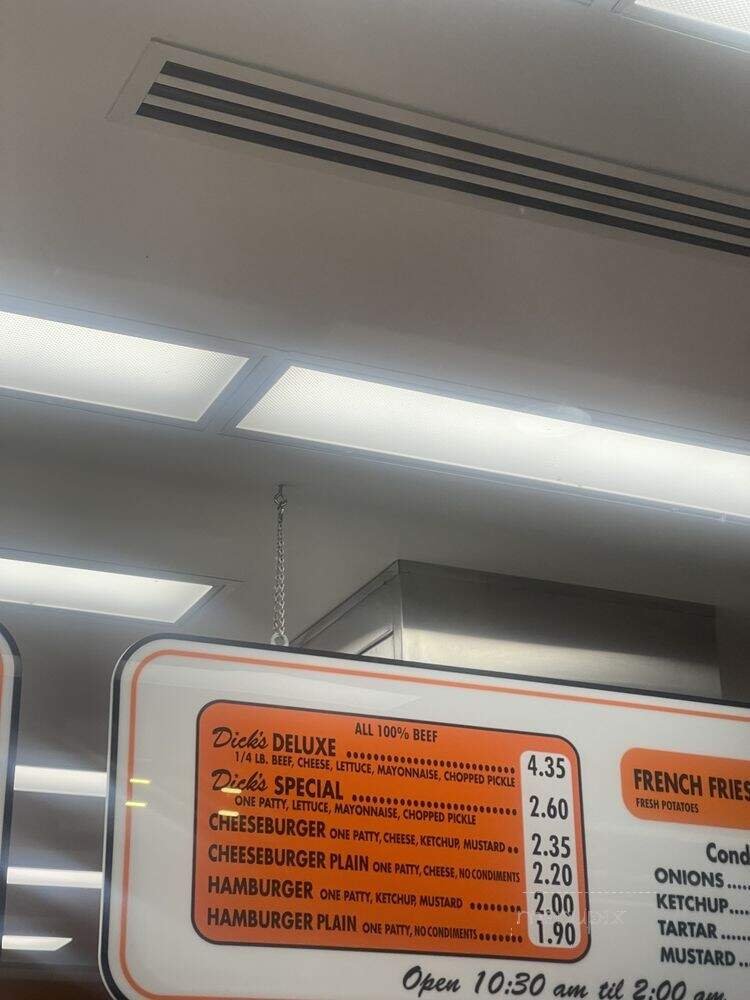 ALL 100% BEEF
Dick's DELUXE .................... 4.35
1/4 LB. BEEF, CHEESE, LETTUCE, MAYONNAISE, CHOPPED PICKLE
Dick's SPECIAL .................... 2.60
ONE PATTY, LETTUCE, MAYONNAISE, CHOPPED PICKLE
CHEESEBURGER ONE PATTY, CHEESE, KETCHUP, MUSTARD .. 2.35
CHEESEBURGER PLAIN ONE PATTY, CHEESE, NO CONDIMENTS 2.20
HAMBURGER ONE PATTY, KETCHUP, MUSTARD ......... 2.00
HAMBURGER PLAIN ONE PATTY, NO CONDIMENTS ....... 1.90
FRENCH FRIES
FRESH POTATOES
Cond
ONIONS ....
KETCHUP....
TARTAR ....
MUSTARD ..
Open 10:30 am til 2:00 am